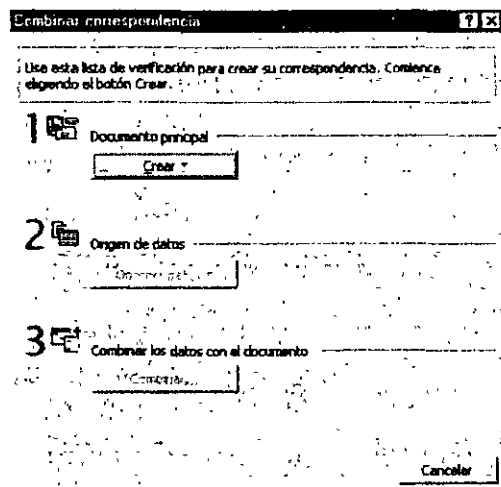 Combinar correspondencia
Use esta lista de verificación para crear su correspondencia. Comience
eligiendo el botón Crear.
1 Documento principal
Crear
2 Origen de datos
3 Combinar los datos con el documento
Combinar...
Cancelar